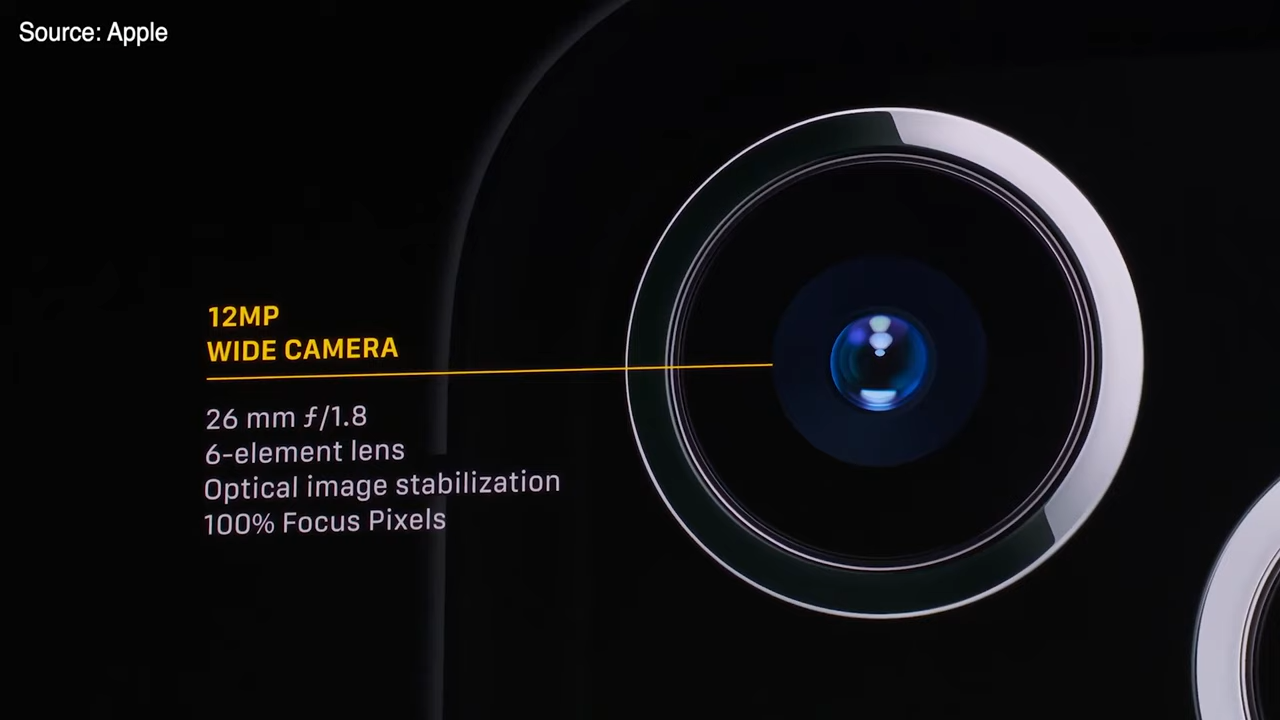 Source: Apple
12MP
WIDE CAMERA
26 mm ƒ/1.8
6-element lens
Optical image stabilization
100% Focus Pixels